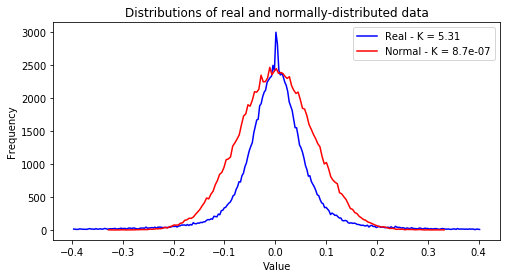 Distributions of real and normally-distributed data
Real - K = 5.31
Normal - K = 8.7e-07
Frequency
3000
2500
2000
1500
1000
500
0
−0.4 −0.3 −0.2 −0.1 0.0 0.1 0.2 0.3 0.4
Value